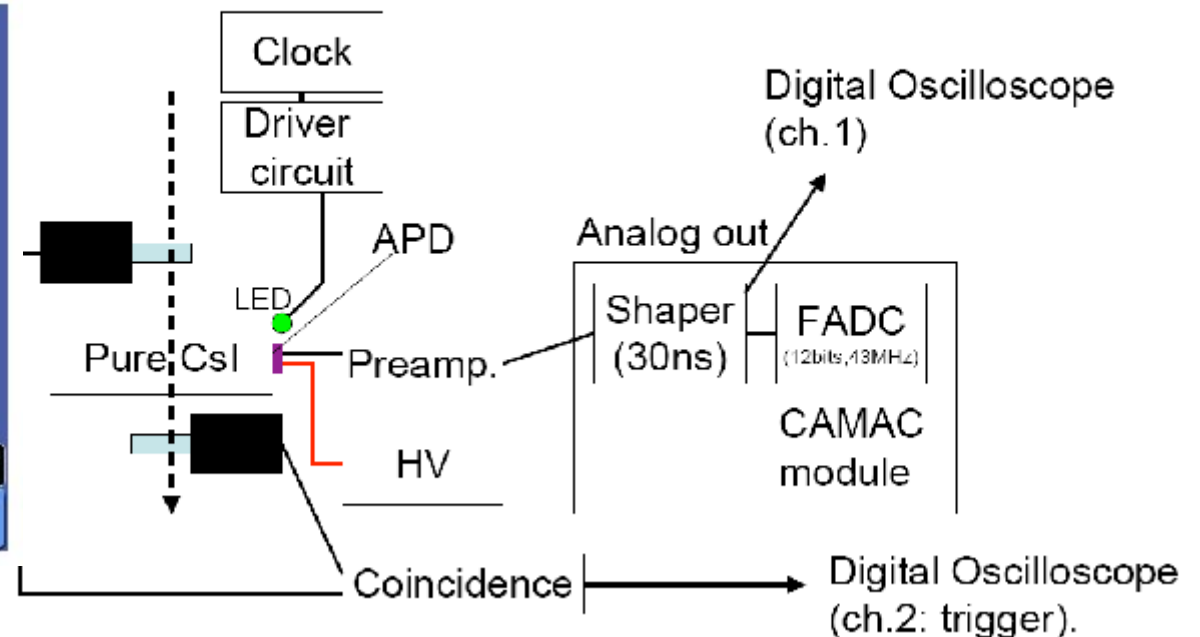 Clock
Driver
circuit
Digital Oscilloscope
(ch.1)
APD
Analog out
LED
Shaper
(30ns)
FADC
(12bits,43MHz)
Pure CsI
Preamp.
CAMAC
module
HV
Coincidence
Digital Oscilloscope
(ch.2: trigger).